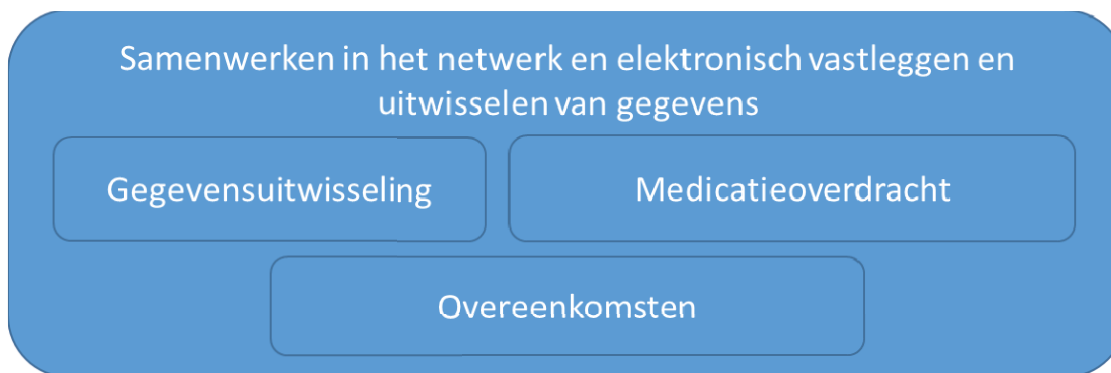 Samenwerken in het netwerk en elektronisch vastleggen en
uitwisselen van gegevens
Gegevensuitwisseling
Medicatieoverdracht
Overeenkomsten